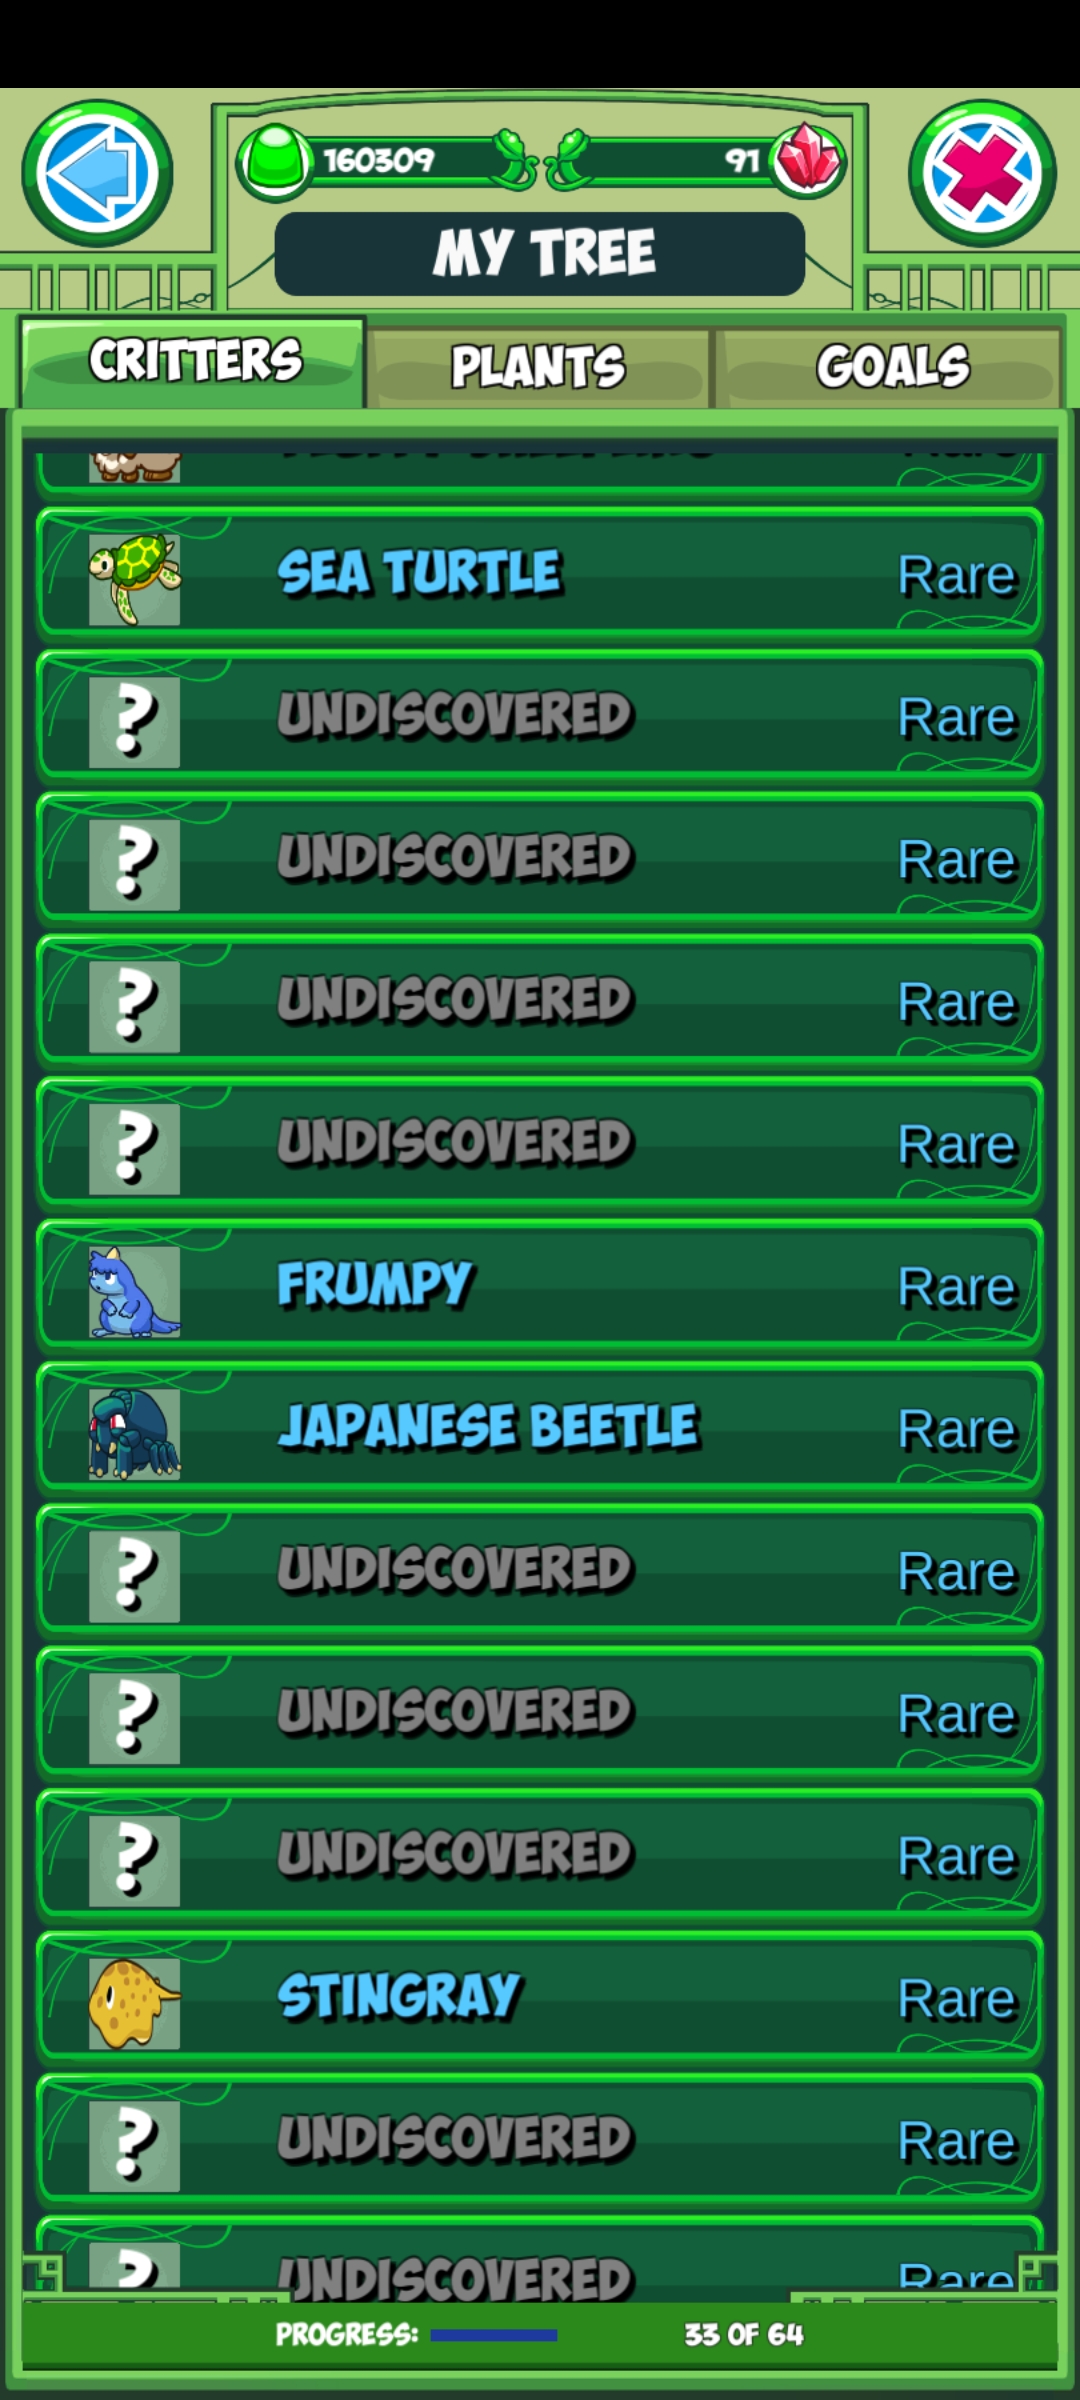 160309
91
MY TREE
CRITTERS
PLANTS
GOALS
SEA TURTLE Rare
? UNDISCOVERED Rare
? UNDISCOVERED Rare
? UNDISCOVERED Rare
? UNDISCOVERED Rare
FRUMPY Rare
JAPANESE BEETLE Rare
? UNDISCOVERED Rare
? UNDISCOVERED Rare
? UNDISCOVERED Rare
STINGRAY Rare
? UNDISCOVERED Rare
? UNDISCOVERED Rare
PROGRESS: 33 OF 64